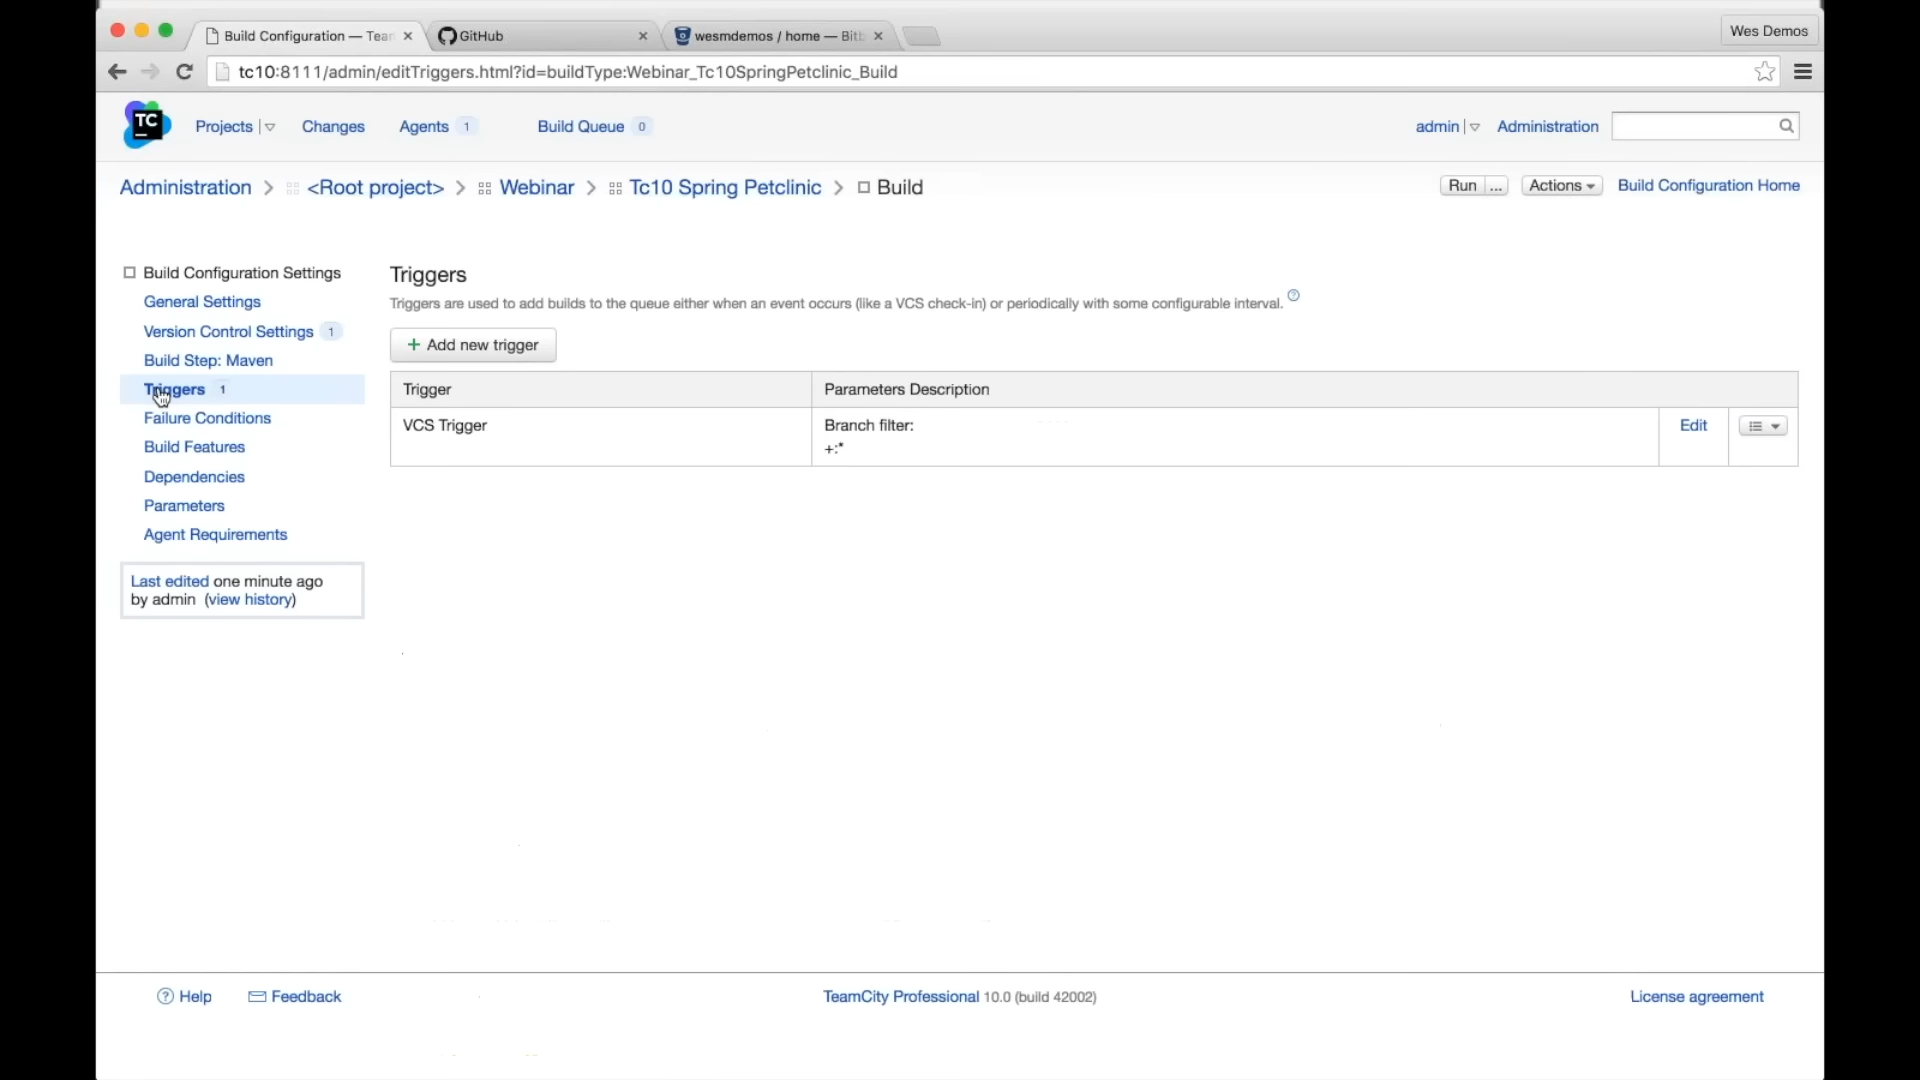 Build Configuration — Tear
GitHub
wesmdemos / home — Bitb
Wes Demos
tc10:8111/admin/editTriggers.html?id=buildType:Webinar_Tc10SpringPetclinic_Build
TC
Projects
Changes
Agents 1
Build Queue 0
admin
Administration
Administration > <Root project> > Webinar > Tc10 Spring Petclinic > Build
Run ...
Actions
Build Configuration Home
Build Configuration Settings
General Settings
Version Control Settings 1
Build Step: Maven
Triggers 1
Failure Conditions
Build Features
Dependencies
Parameters
Agent Requirements
Last edited one minute ago
by admin (view history)
Triggers
Triggers are used to add builds to the queue either when an event occurs (like a VCS check-in) or periodically with some configurable interval. ?
+ Add new trigger
Trigger
Parameters Description
VCS Trigger
Branch filter:
+:*
Edit
? Help
Feedback
TeamCity Professional 10.0 (build 42002)
License agreement